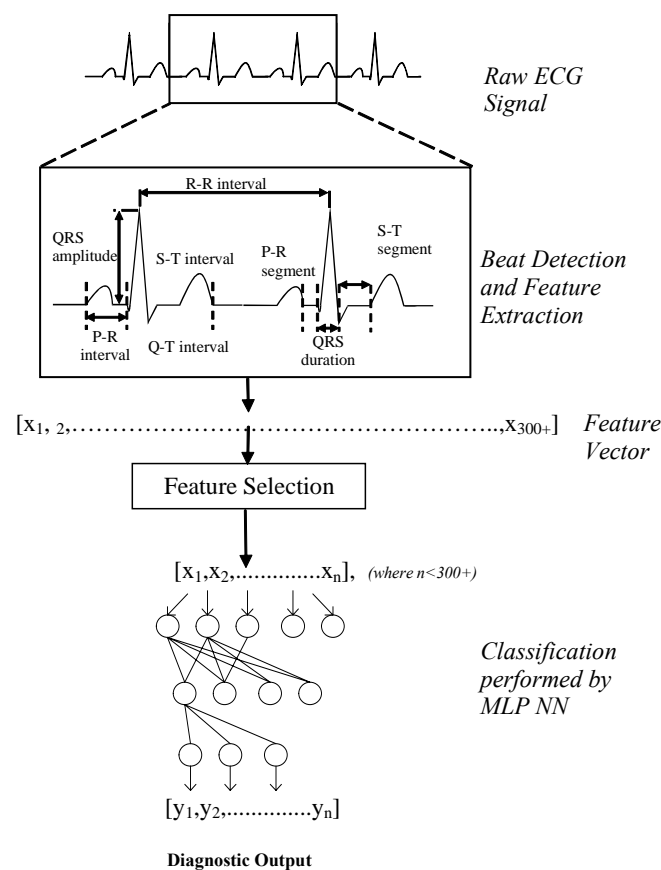 Raw ECG
Signal
R-R interval
QRS
amplitude
S-T interval
P-R
segment
S-T
segment
Beat Detection
and Feature
Extraction
P-R
interval
Q-T interval
QRS
duration
[x1, 2,……………………………………………..,x300+]
Feature
Vector
Feature Selection
[x1,x2,...............xn], (where n<300+)
Classification
performed by
MLP NN
[y1,y2,..............yn]
Diagnostic Output